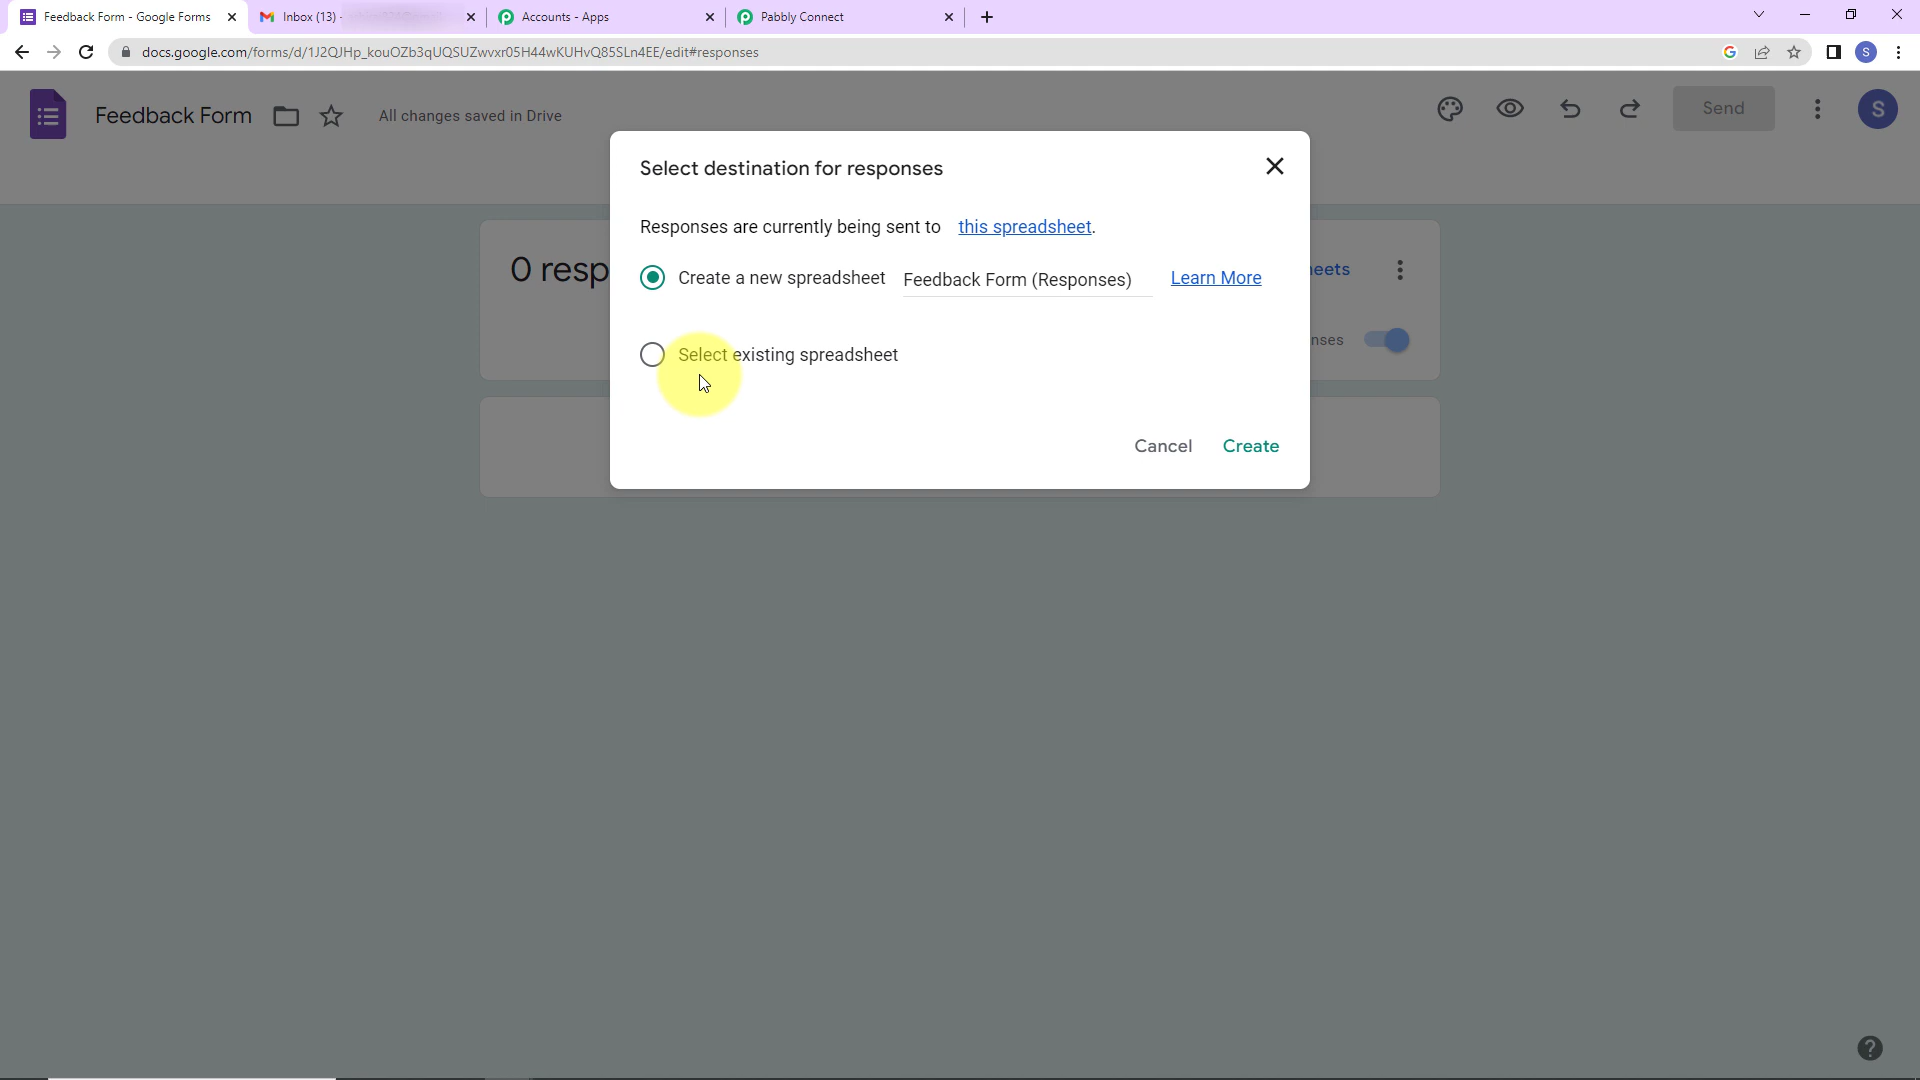 Feedback Form - Google Forms
Inbox (13) -
Accounts - Apps
Pabbly Connect
docs.google.com/forms/d/1J2QJHp_kouOZb3qUQSUZwvxr05H44wKUHvQ85SLn4EE/edit#responses
S
Feedback Form
All changes saved in Drive
Send
S
Select destination for responses
Responses are currently being sent to this spreadsheet.
0 resp
Create a new spreadsheet Feedback Form (Responses) Learn More
eets
nses
Select existing spreadsheet
Cancel Create